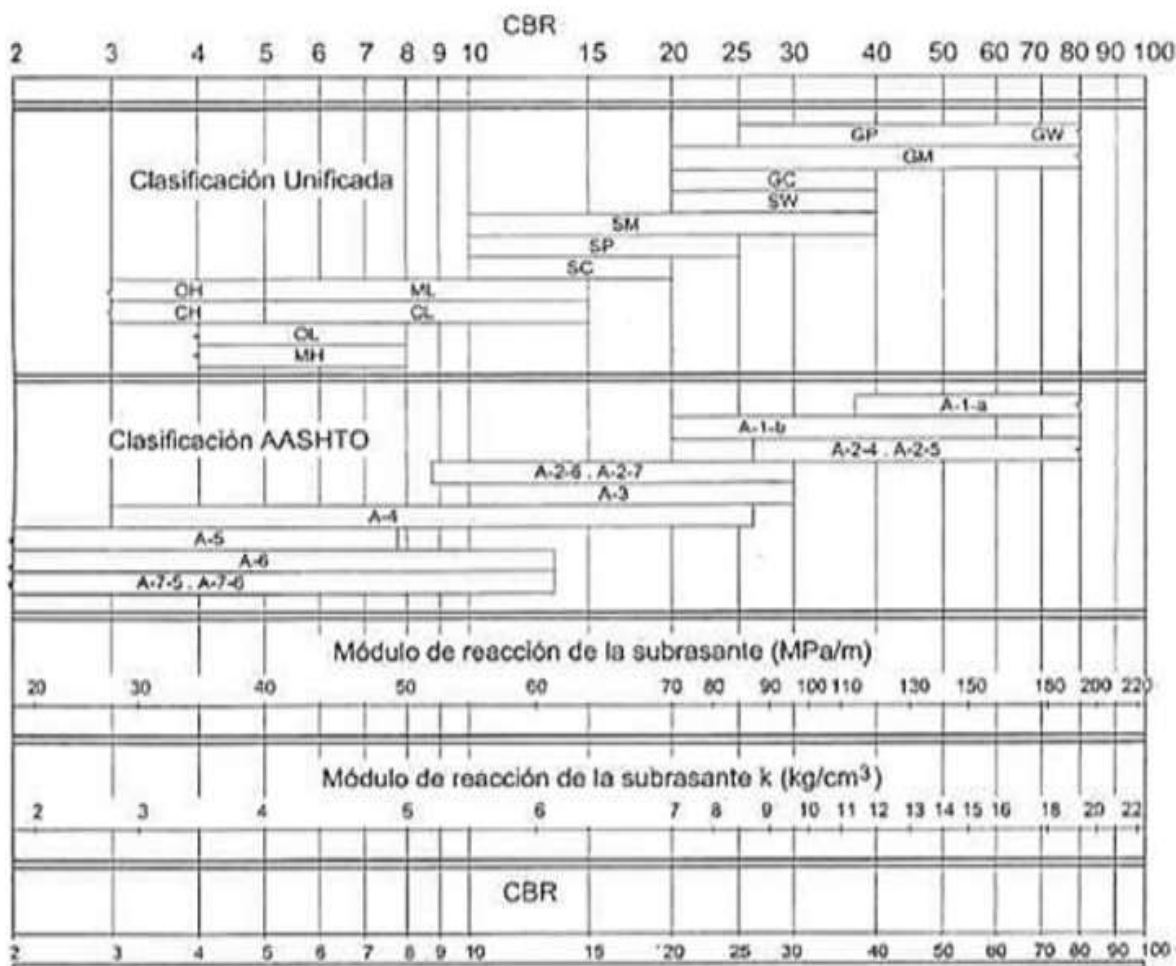 CBR
2 3 4 5 6 7 8 9 10 15 20 25 30 40 50 60 70 80 90 100
GP GW
GM
Clasificación Unificada
GC
SW
SM
SP
SC
OH ML
CH CL
OL
MH
A-1-a
A-1-b
Clasificación AASHTO
A-2-4 . A-2-5
A-2-6 . A-2-7
A-3
A-4
A-5
A-6
A-7-5 . A-7-6
Módulo de reacción de la subrasante (MPa/m)
20 30 40 50 60 70 80 90 100 110 130 150 180 200 220
Módulo de reacción de la subrasante k (kg/cm³)
2 3 4 5 6 7 8 9 10 11 12 13 14 15 16 18 20 22
CBR
2 3 4 5 6 7 8 9 10 15 20 25 30 40 50 60 70 80 90 100